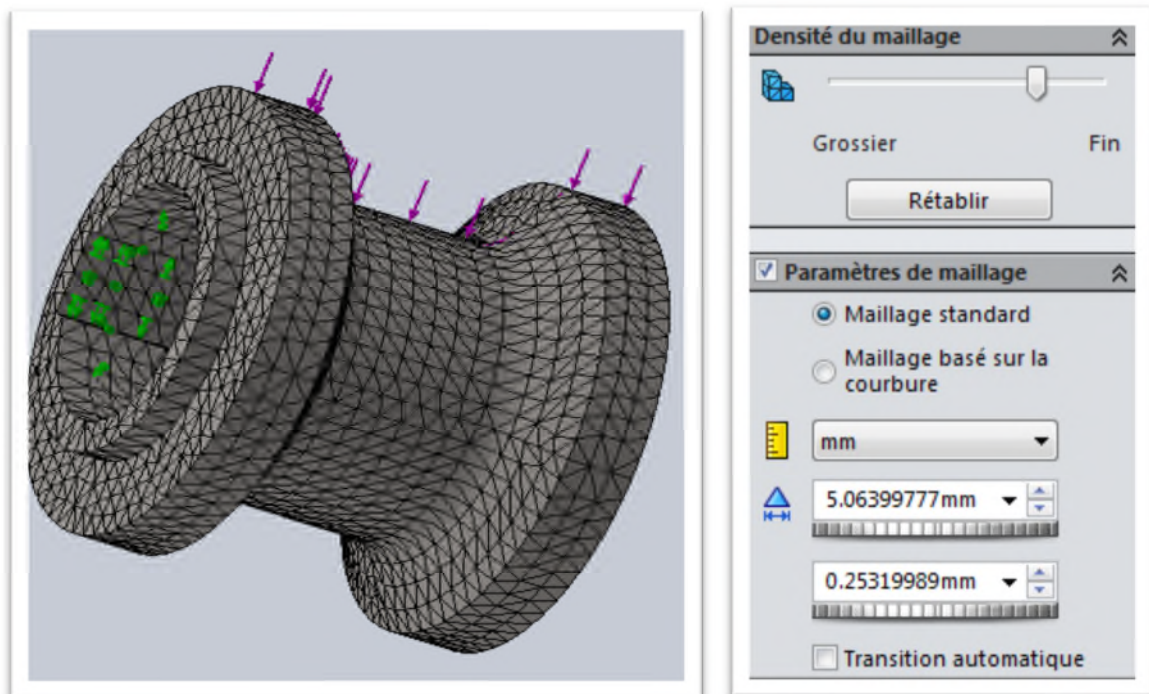 Densité du maillage
Grossier Fin
Rétablir
Paramètres de maillage
Maillage standard
Maillage basé sur la
courbure
mm
5.06399777mm
0.25319989mm
Transition automatique